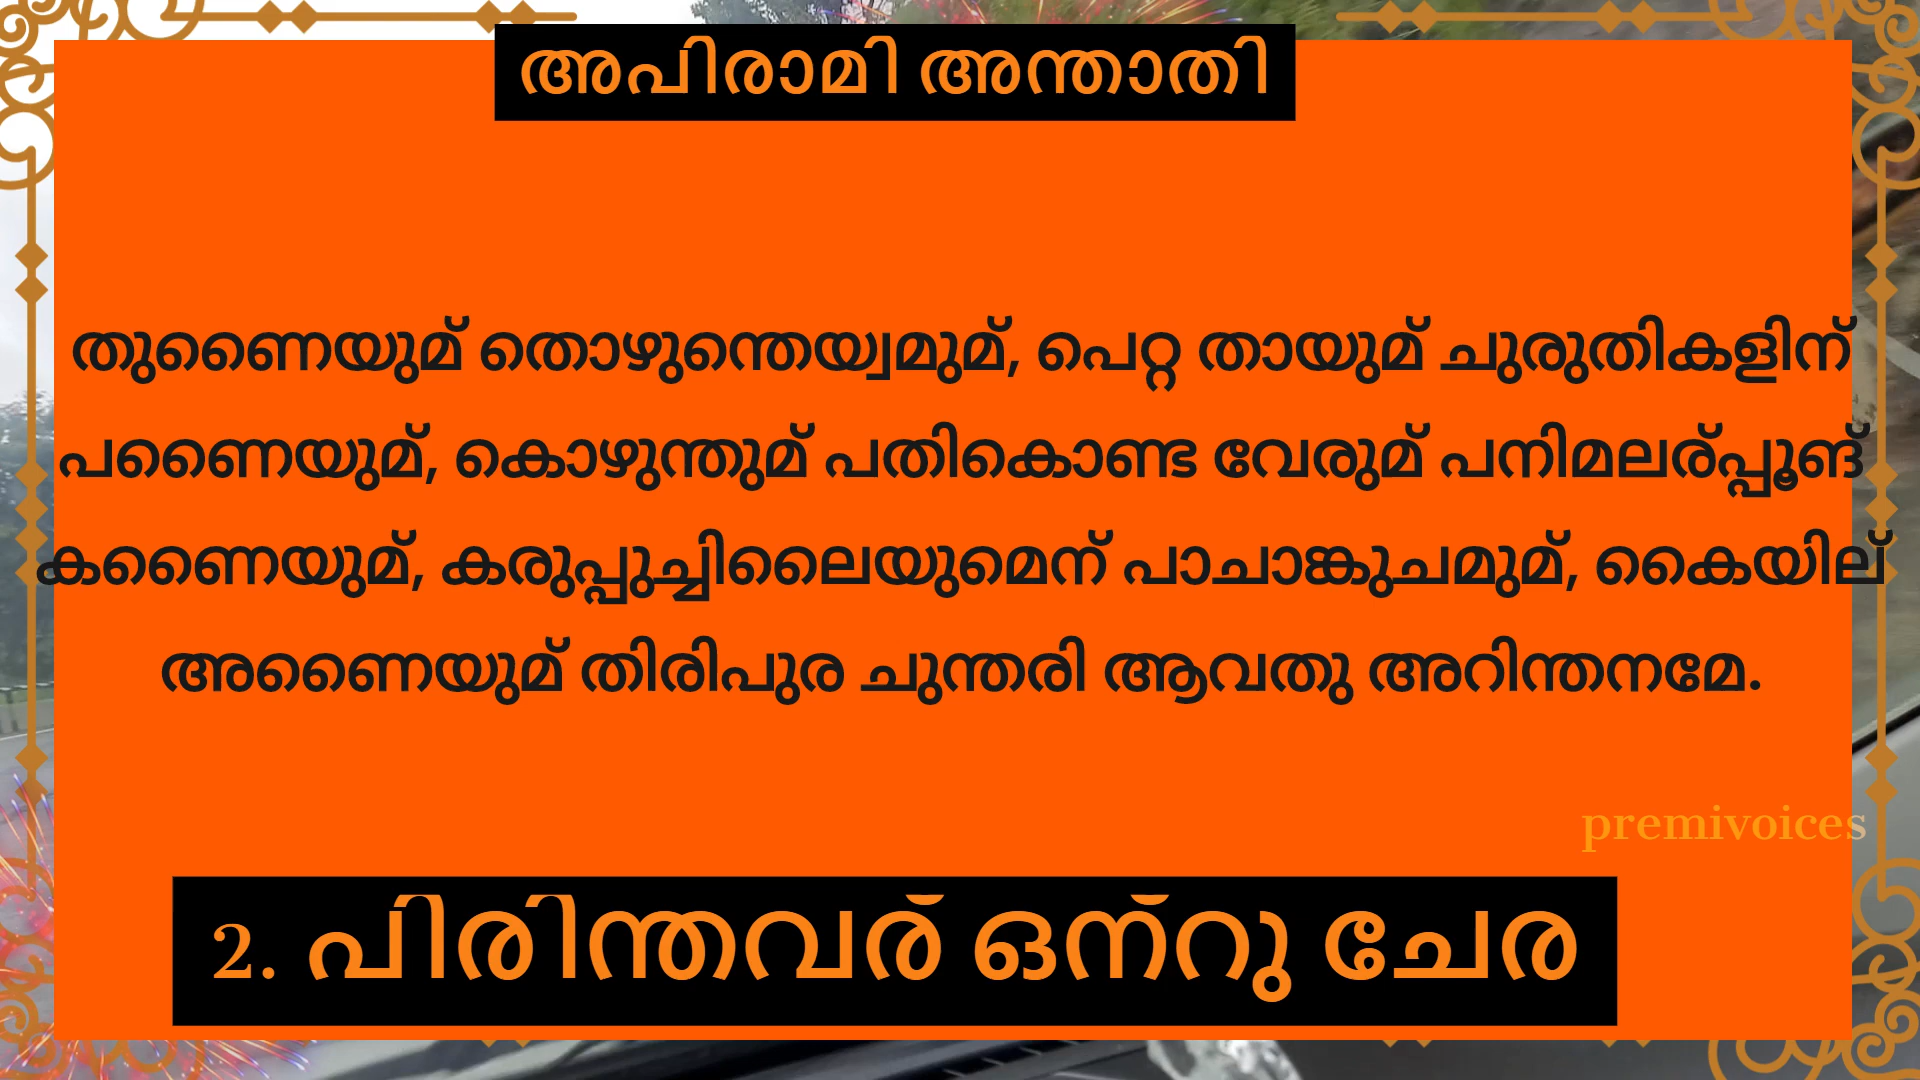 അപിരാമി അന്താതി
തുണൈയുമ് തൊഴുന്തെയ്വമുമ്, പെറ്റ തായുമ് ചുരുതികളിന്
പണൈയുമ്, കൊഴുന്തുമ് പതികൊണ്ട വേരുമ് പനിമലര്പ്പൂങ്
കണൈയുമ്, കരുപ്പുച്ചിലൈയുമെന് പാചാങ്കുചമുമ്, കൈയില്
അണൈയുമ് തിരിപുര ചുന്തരി ആവതു അറിന്തനമേ.
premivoices
2. പിരിന്തവര് ഒന്റു ചേര